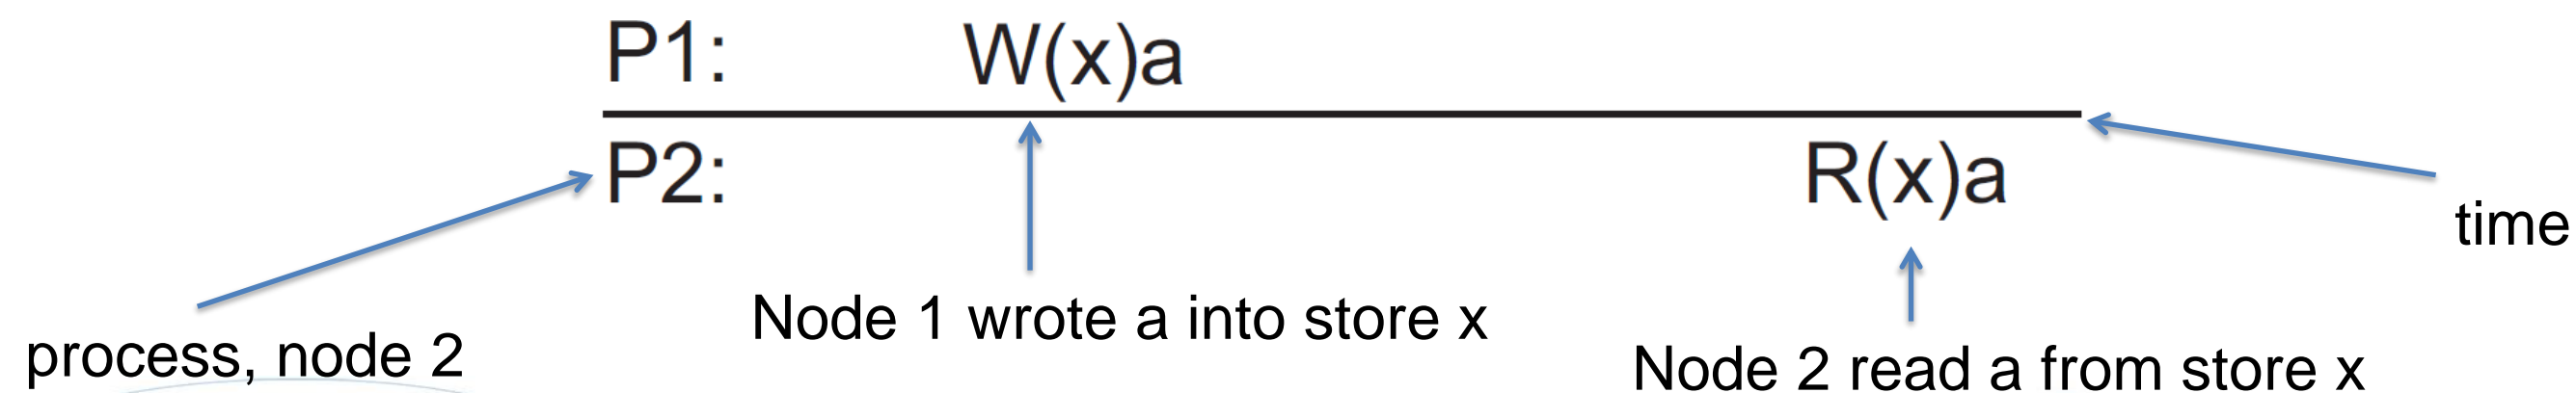 P1: W(x)a
P2: R(x)a
time
process, node 2
Node 1 wrote a into store x
Node 2 read a from store x